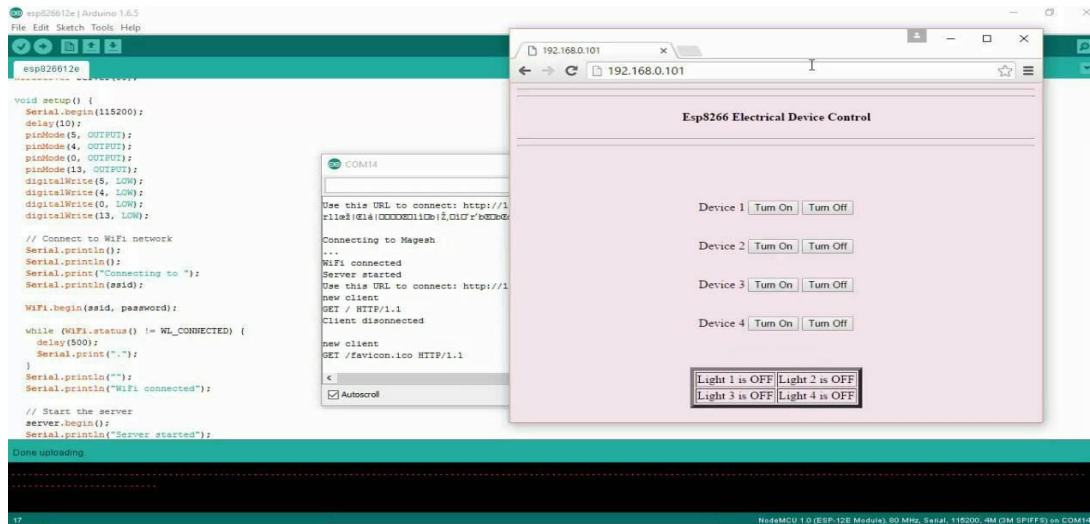 esp826612e | Arduino 1.6.5
File Edit Sketch Tools Help
esp826612e
void setup() {
Serial.begin(115200);
delay(10);
pinMode(5, OUTPUT);
pinMode(4, OUTPUT);
pinMode(0, OUTPUT);
pinMode(13, OUTPUT);
digitalWrite(5, LOW);
digitalWrite(4, LOW);
digitalWrite(0, LOW);
digitalWrite(13, LOW);
// Connect to WiFi network
Serial.println();
Serial.println();
Serial.print("Connecting to ");
Serial.println(ssid);
WiFi.begin(ssid, password);
while (WiFi.status() != WL_CONNECTED) {
delay(500);
Serial.print(".");
}
Serial.println("");
Serial.println("WiFi connected");
// Start the server
server.begin();
Serial.println("Server started");
COM14
Use this URL to connect: http://1
Connecting to Magesh
...
WiFi connected
Server started
Use this URL to connect: http://1
new client
GET / HTTP/1.1
Client disonnected
new client
GET /favicon.ico HTTP/1.1
Autoscroll
192.168.0.101
192.168.0.101
Esp8266 Electrical Device Control
Device 1 Turn On Turn Off
Device 2 Turn On Turn Off
Device 3 Turn On Turn Off
Device 4 Turn On Turn Off
Light 1 is OFF Light 2 is OFF
Light 3 is OFF Light 4 is OFF
Done uploading
17
NodeMCU 1.0 (ESP-12E Module), 80 MHz, Serial, 115200, 4M (3M SPIFFS) on COM14